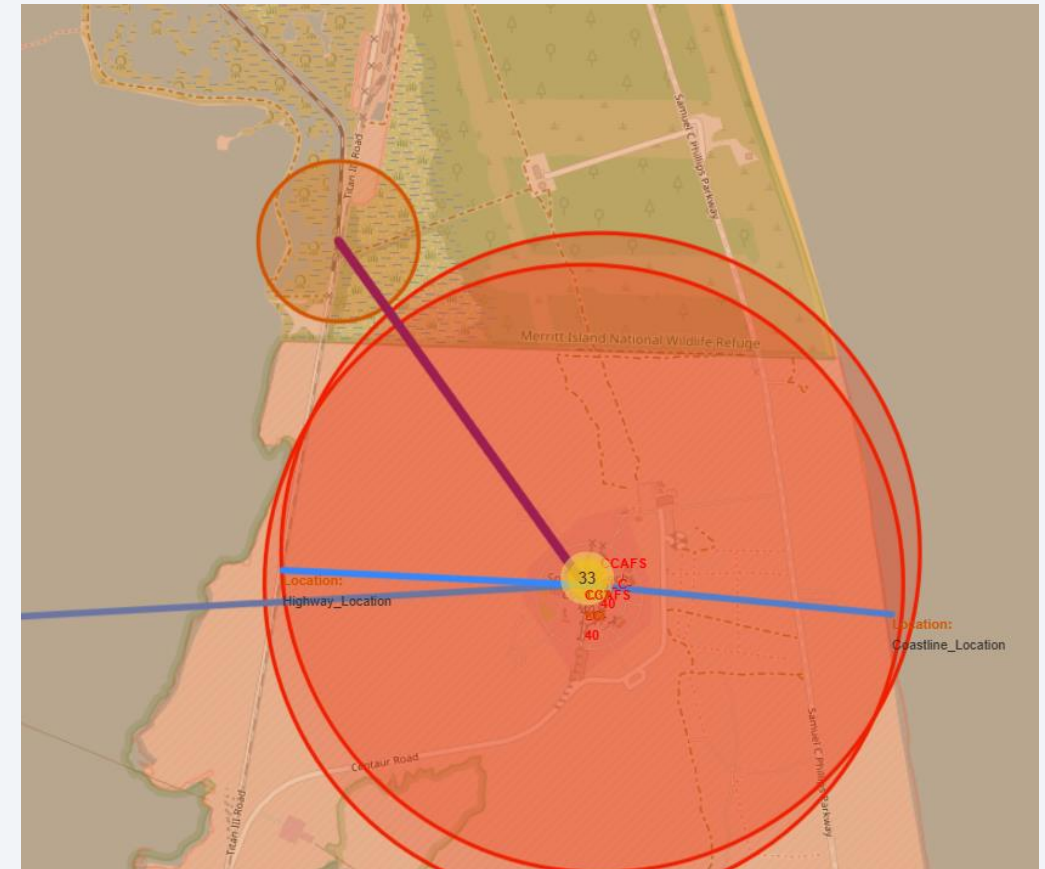 Titan III Road
Samuel C Phillips Parkway
Merritt Island National Wildlife Refuge
33
CCAFS
40
40
Location:
Highway_Location
Location:
Coastline_Location
Centaur Road
Titan III Road
Samuel C Phillips Parkway